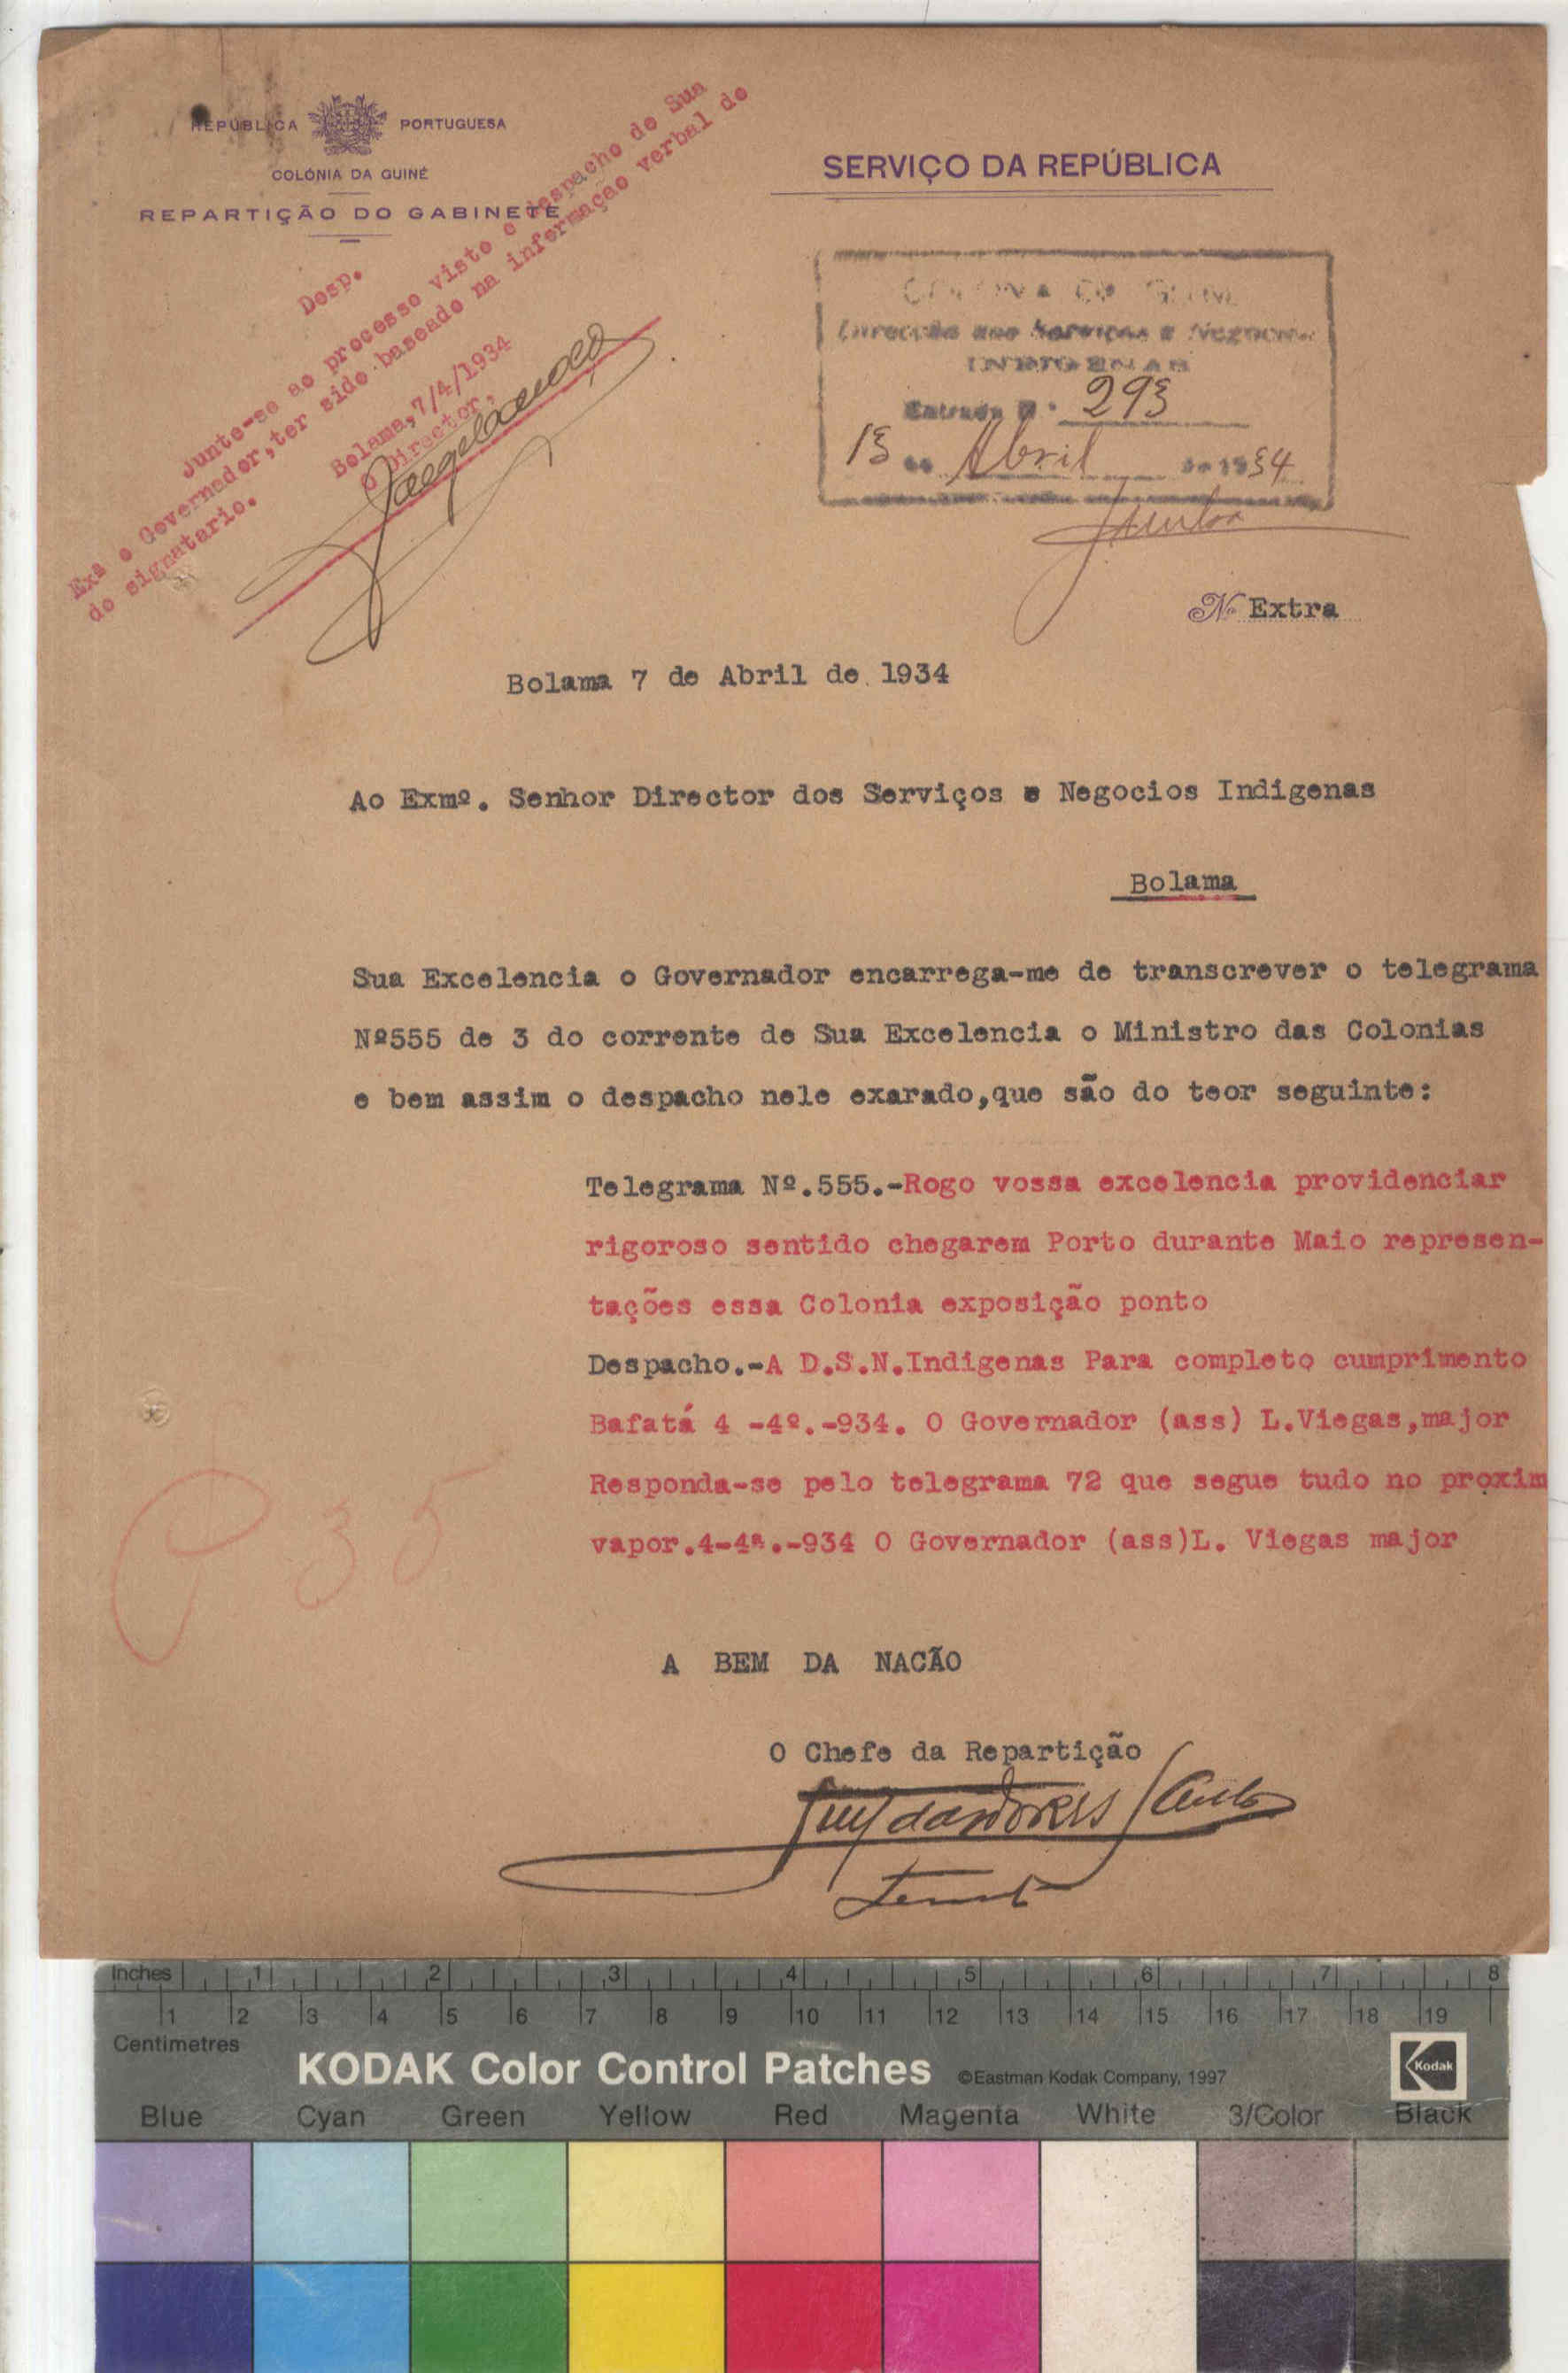 REPÚBLICA PORTUGUESA
COLÓNIA DA GUINÉ
REPARTIÇÃO DO GABINETE
SERVIÇO DA REPÚBLICA
Desp.
Junte-se ao processo visto o despacho de Sua
Exª o Governador,ter sido baseado na informação verbal do
do signatario.
Bolama,7/4/1934
O Director,
Direcção dos Serviços e Negocios
INDIGENAS
Entrada Nº 293
13 de Abril de 1934
Nº Extra
Bolama 7 de Abril de 1934
Ao Exmº. Senhor Director dos Serviços e Negocios Indigenas
Bolama
Sua Excelencia o Governador encarrega-me de transcrever o telegrama
Nº555 de 3 do corrente de Sua Excelencia o Ministro das Colonias
e bem assim o despacho nele exarado,que são do teor seguinte:
Telegrama Nº.555.-Rogo vossa excelencia providenciar
rigoroso sentido chegarem Porto durante Maio represen-
tações essa Colonia exposição ponto
Despacho.-A D.S.N.Indigenas Para completo cumprimento
Bafatá 4 -4º.-934. O Governador (ass) L.Viegas,major
Responda-se pelo telegrama 72 que segue tudo no proxim
vapor.4-4ª.-934 O Governador (ass)L. Viegas major
35
A BEM DA NACÃO
O Chefe da Repartição
Inches 1 2 3 4 5 6 7 8
1 2 3 4 5 6 7 8 9 10 11 12 13 14 15 16 17 18 19
Centimetres
KODAK Color Control Patches ©Eastman Kodak Company, 1997 Kodak
Blue Cyan Green Yellow Red Magenta White 3/Color Black